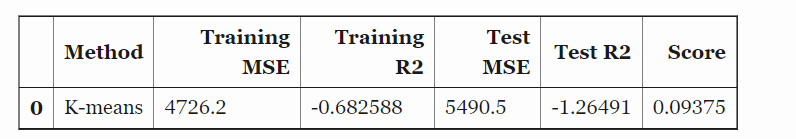 Method Training MSE Training R2 Test MSE Test R2 Score
0 K-means 4726.2 -0.682588 5490.5 -1.26491 0.09375